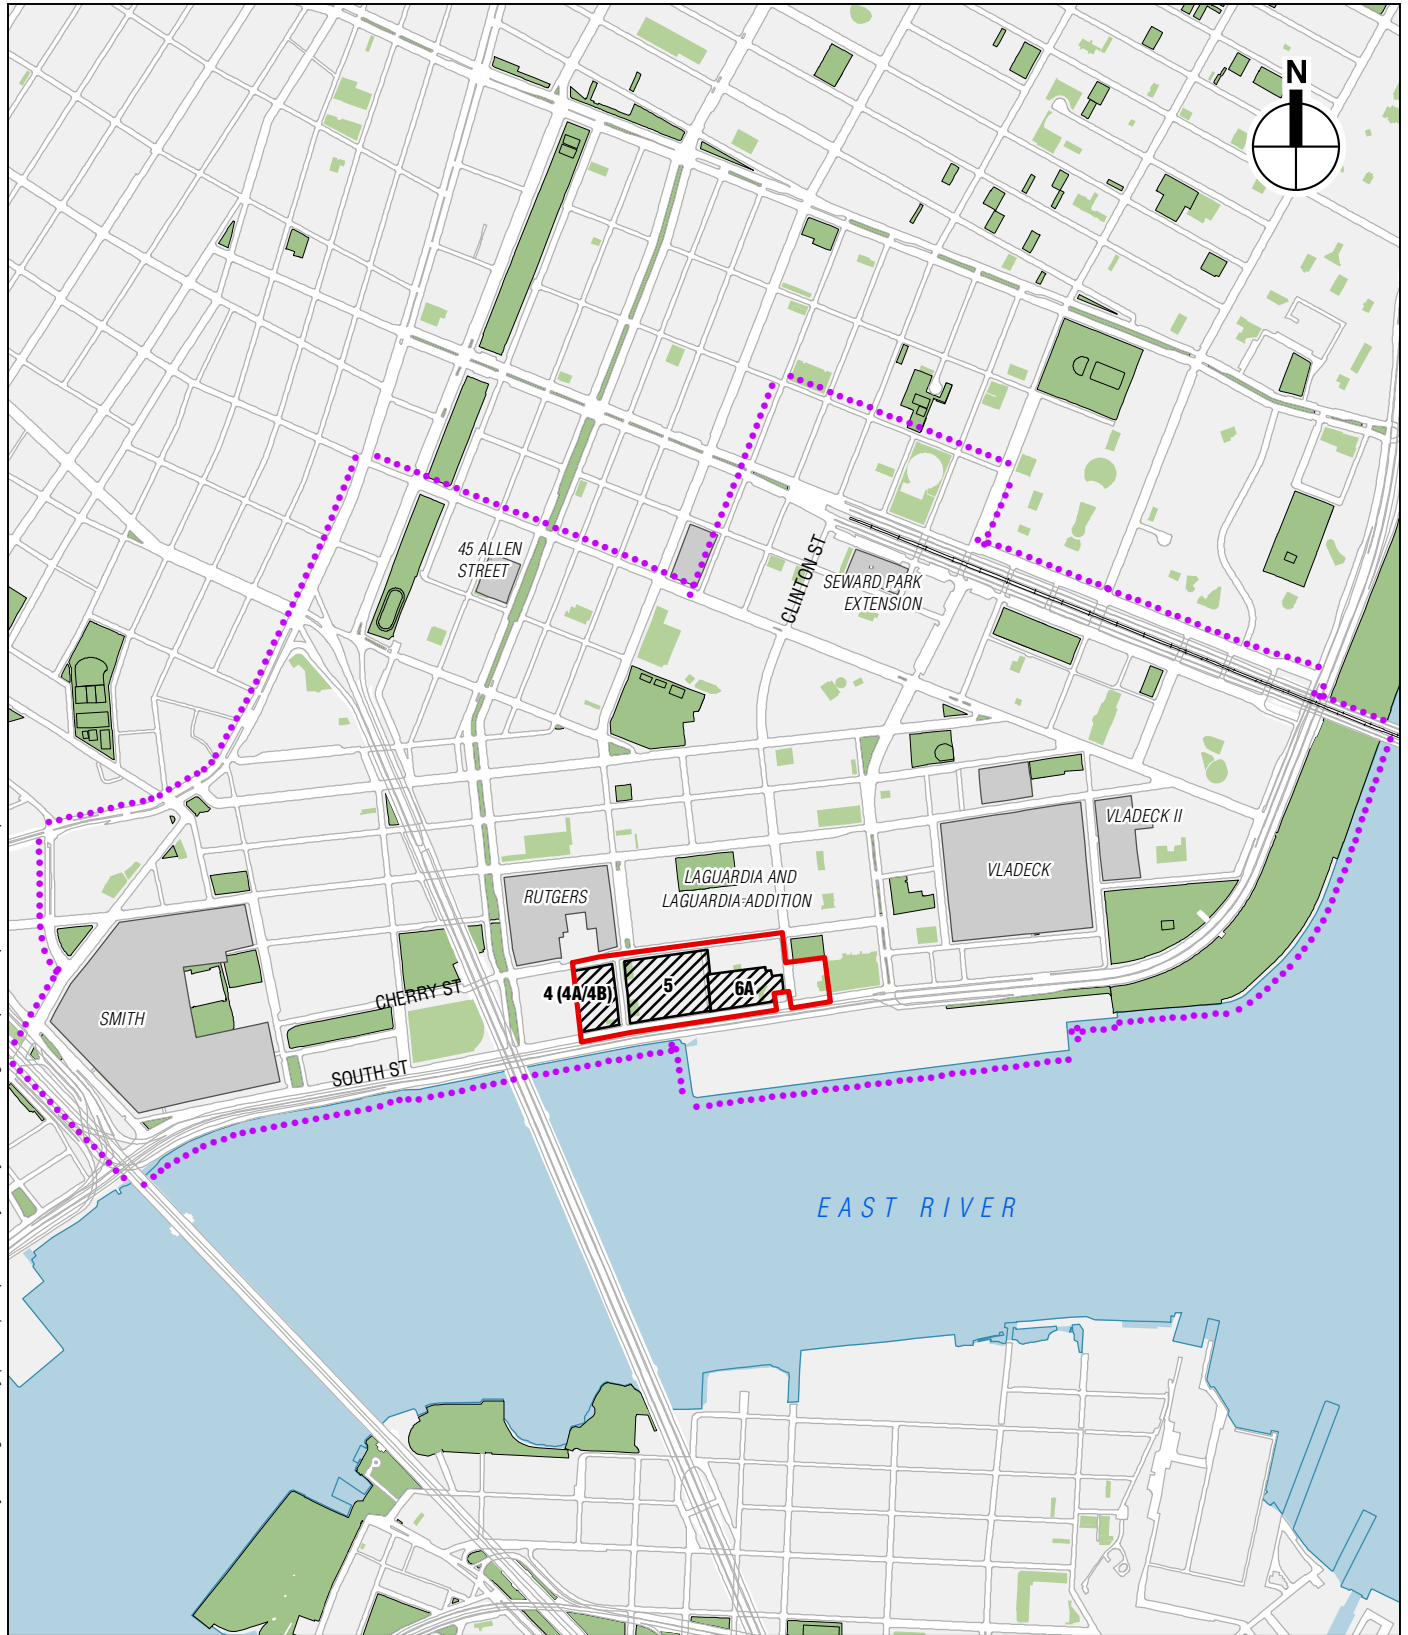 N
45 ALLEN
STREET
CLINTON ST
SEWARD PARK
EXTENSION
VLADECK II
VLADECK
LAGUARDIA AND
LAGUARDIA ADDITION
RUTGERS
4 (4A/4B)
5
6A
CHERRY ST
SMITH
SOUTH ST
EAST RIVER